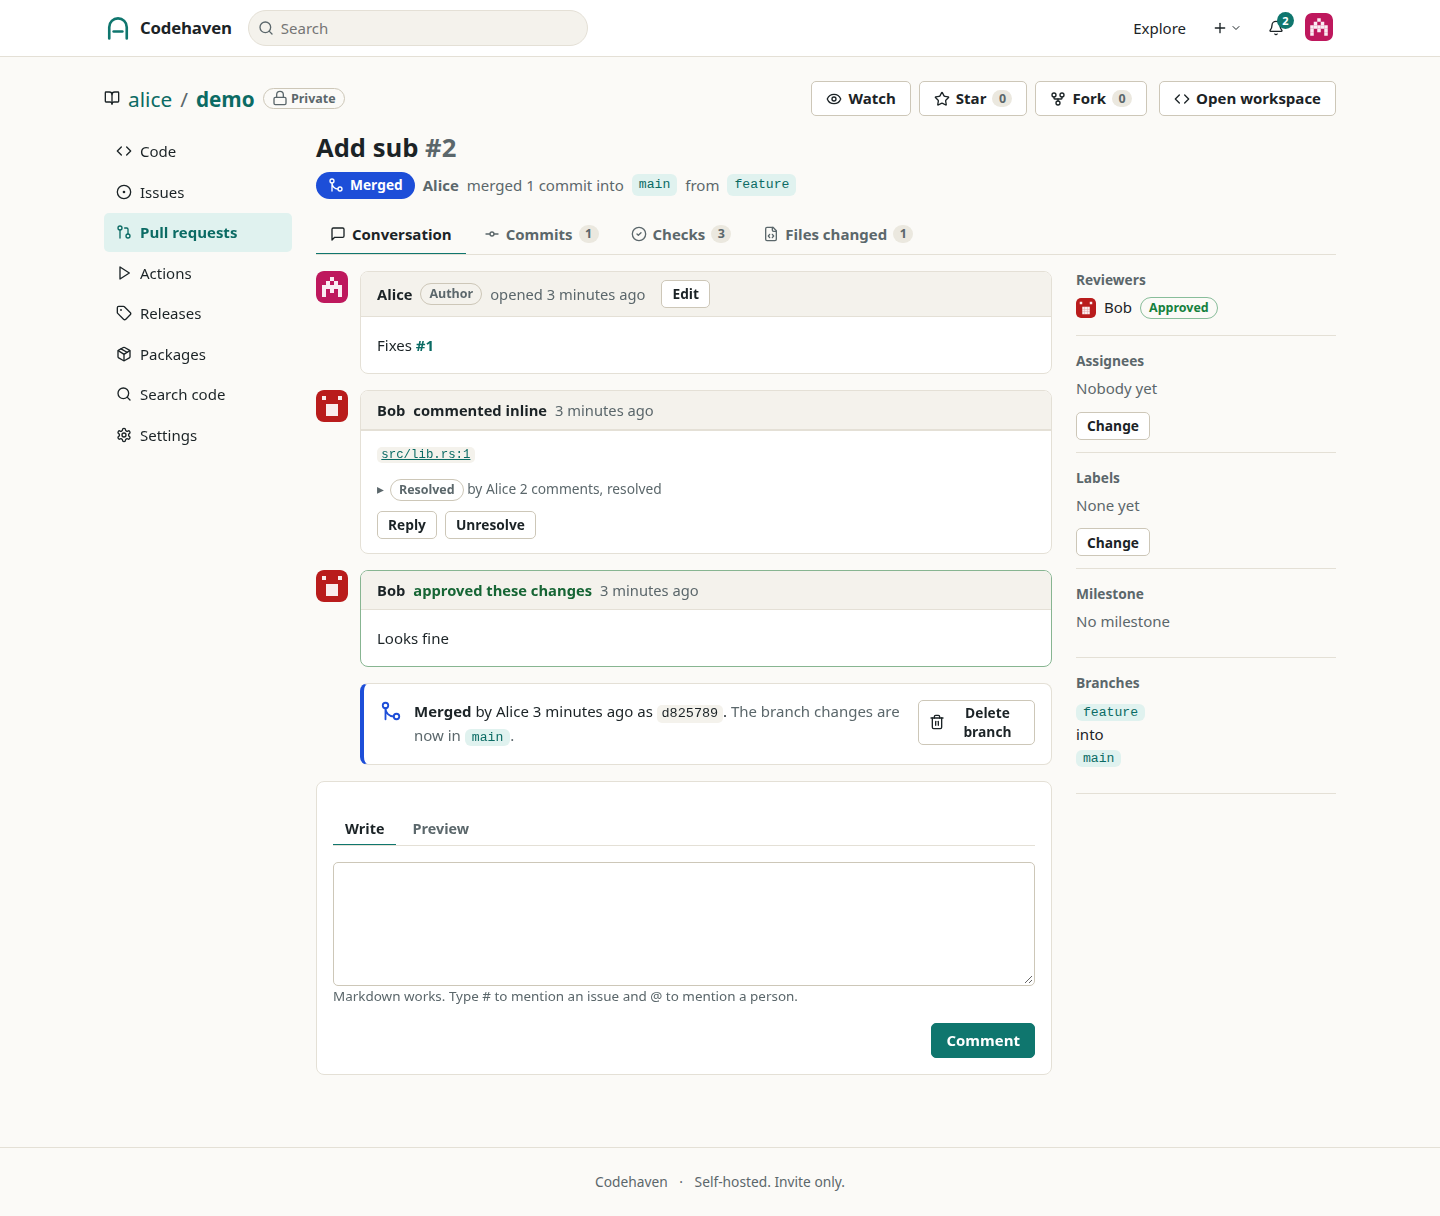 Codehaven
Search
Explore
2
alice / demo Private
Watch
Star 0
Fork 0
Open workspace
Code
Issues
Pull requests
Actions
Releases
Packages
Search code
Settings
Add sub #2
Merged Alice merged 1 commit into main from feature
Conversation
Commits 1
Checks 3
Files changed 1
Alice Author opened 3 minutes ago Edit
Fixes #1
Bob commented inline 3 minutes ago
src/lib.rs:1
Resolved by Alice 2 comments, resolved
Reply
Unresolve
Bob approved these changes 3 minutes ago
Looks fine
Merged by Alice 3 minutes ago as d825789. The branch changes are
now in main.
Delete
branch
Write
Preview
Markdown works. Type # to mention an issue and @ to mention a person.
Comment
Reviewers
Bob Approved
Assignees
Nobody yet
Change
Labels
None yet
Change
Milestone
No milestone
Branches
feature
into
main
Codehaven · Self-hosted. Invite only.